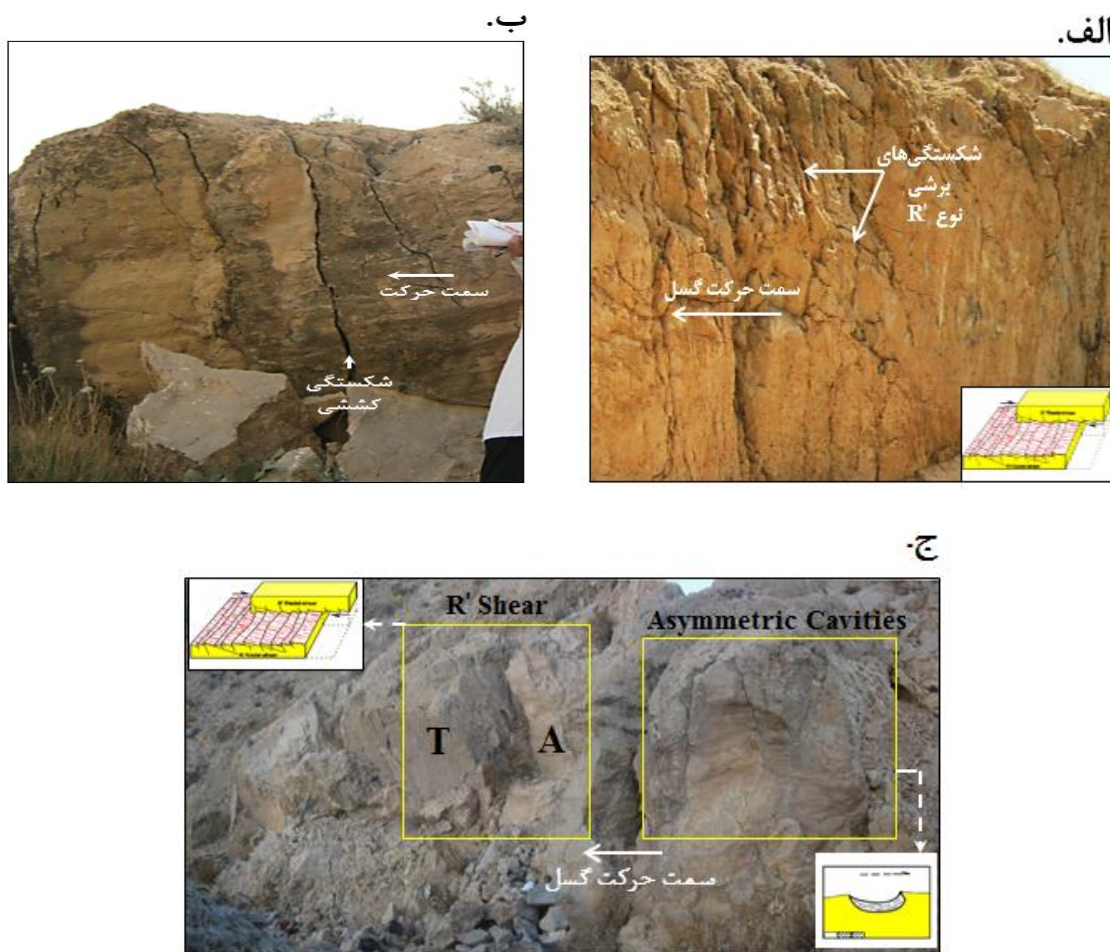 الف.
شکستگی‌های
برشی
نوع R'
سمت حرکت گسل
ب.
سمت حرکت
شکستگی
کششی
ج.
R' Shear
Asymmetric Cavities
T
A
سمت حرکت گسل